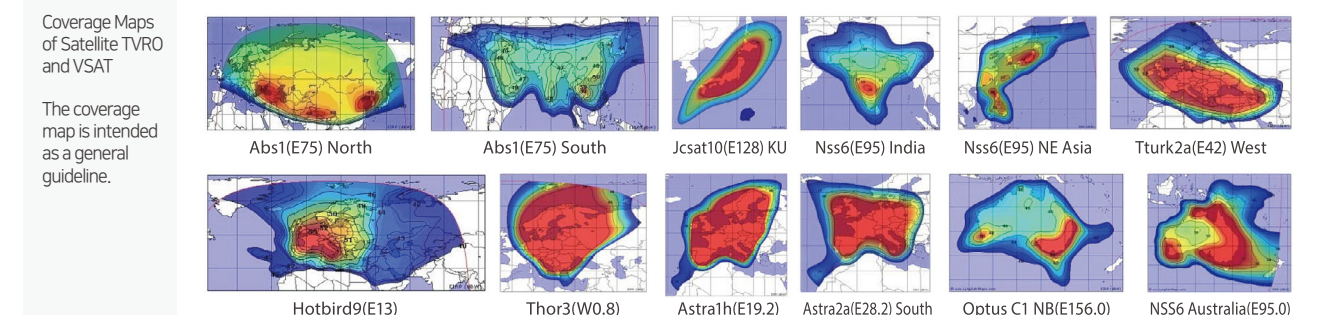 Coverage Maps
of Satellite TVRO
and VSAT
The coverage
map is intended
as a general
guideline.
Abs1(E75) North
Abs1(E75) South
Jcsat10(E128) KU
Nss6(E95) India
Nss6(E95) NE Asia
Tturk2a(E42) West
Hotbird9(E13)
Thor3(W0.8)
Astra1h(E19.2)
Astra2a(E28.2) South
Optus C1 NB(E156.0)
NSS6 Australia(E95.0)